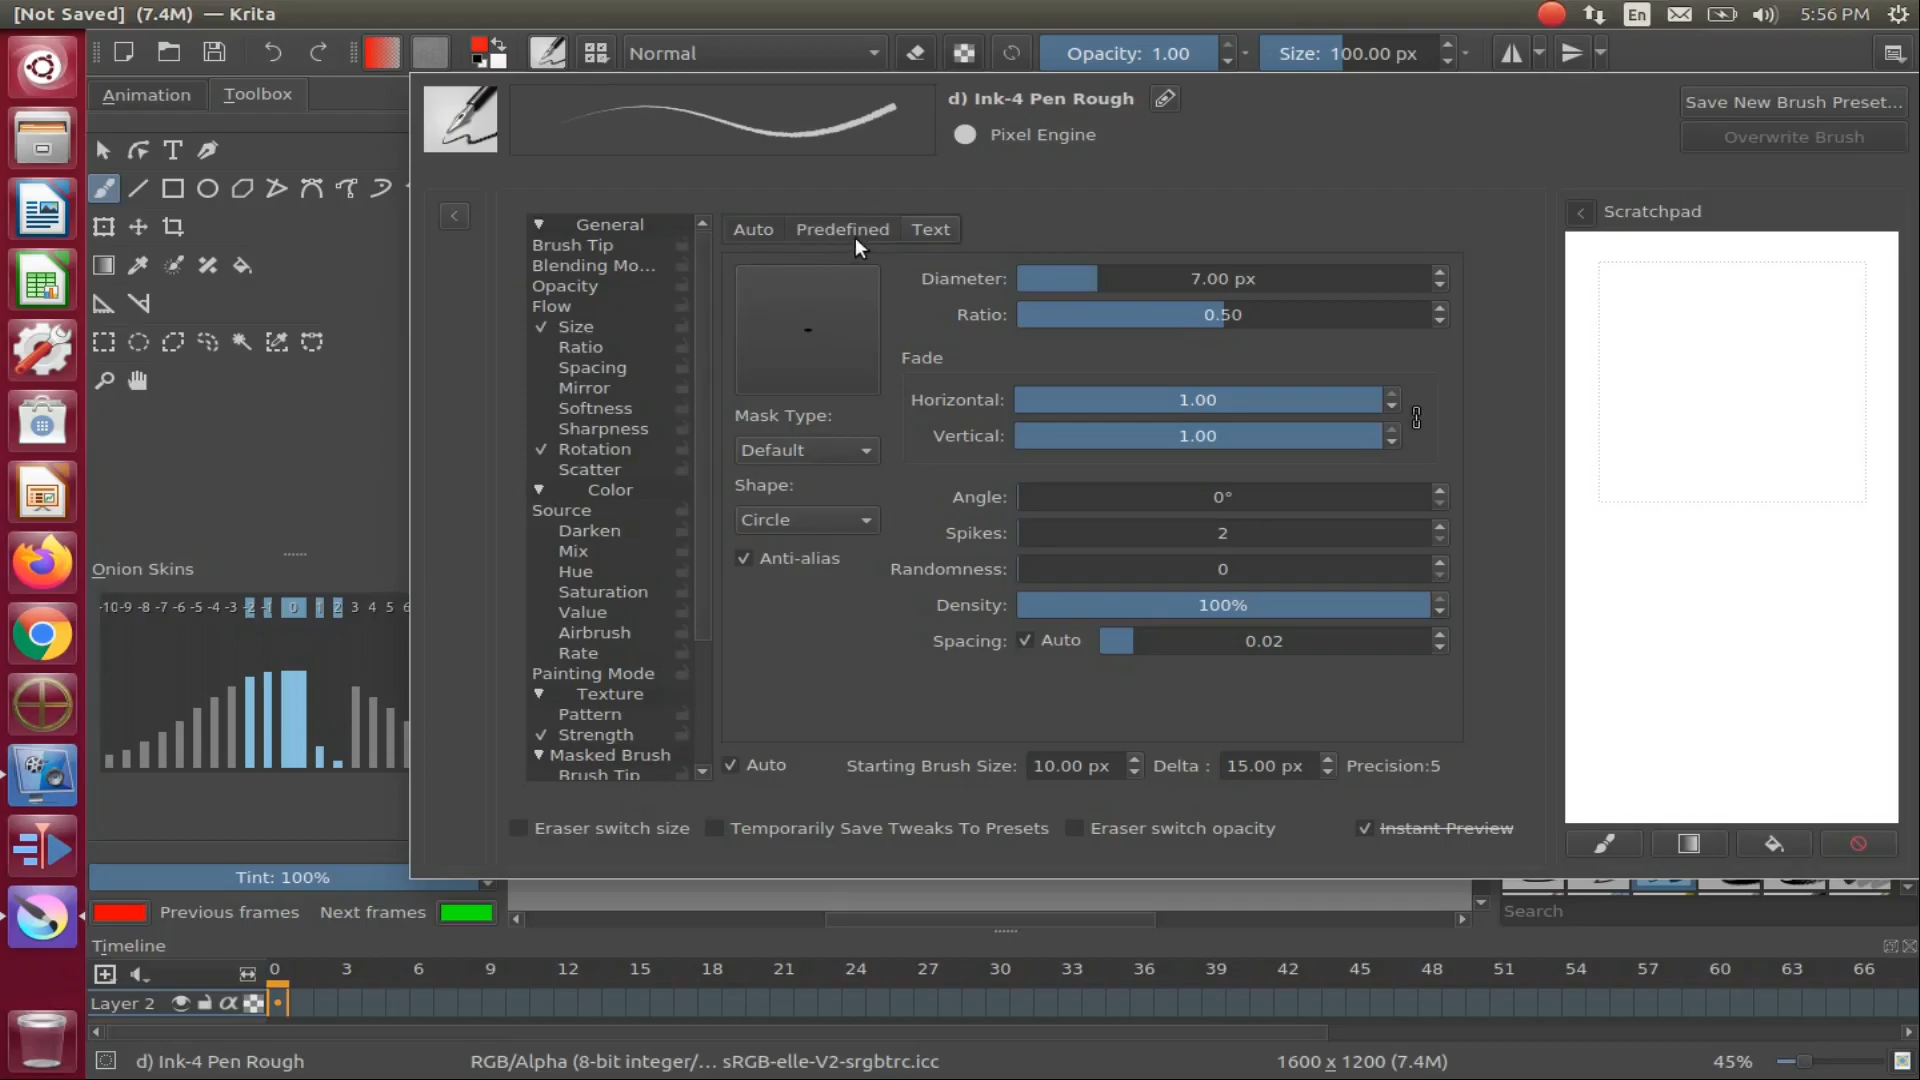 [Not Saved] (7.4M) — Krita
En
5:56 PM
Normal
Opacity: 1.00
Size: 100.00 px
Animation
Toolbox
d) Ink-4 Pen Rough
Pixel Engine
Save New Brush Preset...
Overwrite Brush
General
Brush Tip
Blending Mo...
Opacity
Flow
Size
Ratio
Spacing
Mirror
Softness
Sharpness
Rotation
Scatter
Color
Source
Darken
Mix
Hue
Saturation
Value
Airbrush
Rate
Painting Mode
Texture
Pattern
Strength
Masked Brush
Brush Tip
Auto
Predefined
Text
Diameter: 7.00 px
Ratio: 0.50
Fade
Horizontal: 1.00
Vertical: 1.00
Mask Type:
Default
Shape:
Circle
Anti-alias
Angle: 0°
Spikes: 2
Randomness: 0
Density: 100%
Spacing: Auto 0.02
Auto
Starting Brush Size: 10.00 px
Delta : 15.00 px
Precision:5
Eraser switch size
Temporarily Save Tweaks To Presets
Eraser switch opacity
Instant Preview
Scratchpad
Search
Onion Skins
-10 -9 -8 -7 -6 -5 -4 -3 -2 -1 0 1 2 3 4 5 6
Tint: 100%
Previous frames
Next frames
Timeline
0 3 6 9 12 15 18 21 24 27 30 33 36 39 42 45 48 51 54 57 60 63 66
Layer 2
d) Ink-4 Pen Rough
RGB/Alpha (8-bit integer/... sRGB-elle-V2-srgbtrc.icc
1600 x 1200 (7.4M)
45%